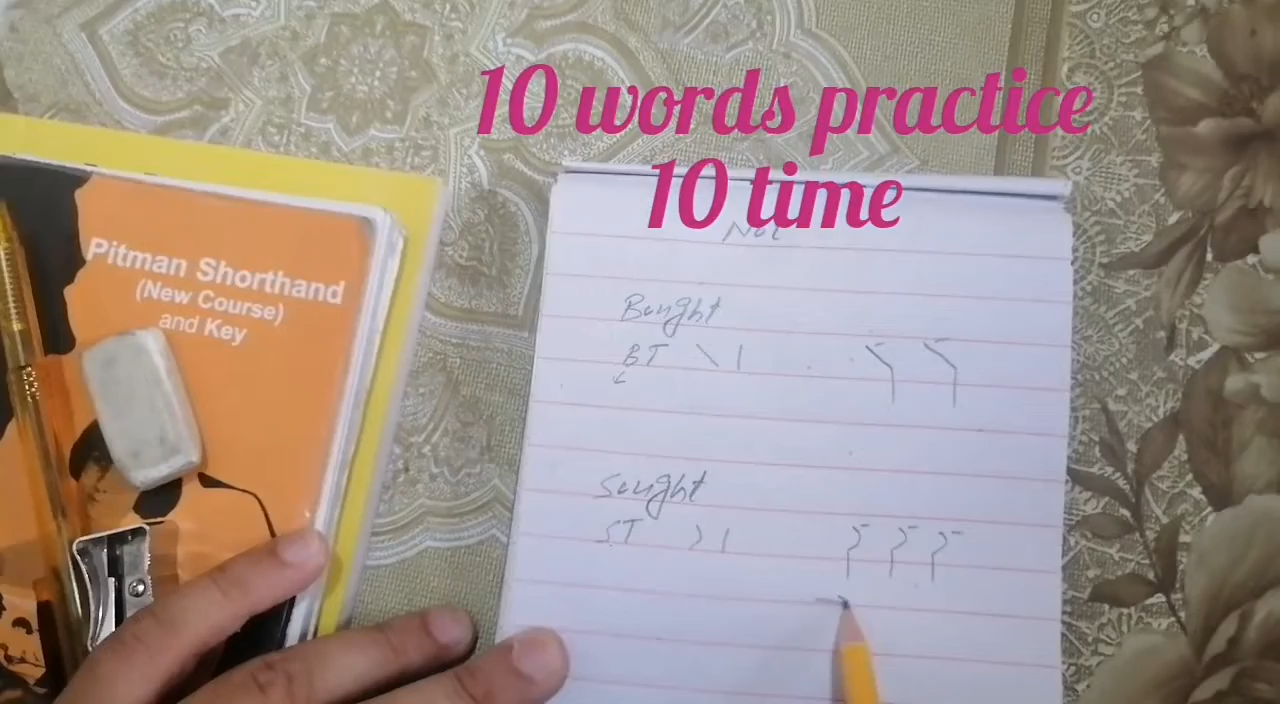 10 words practice
10 time
Pitman Shorthand
(New Course)
and Key
Bought
BT
Sought
ST